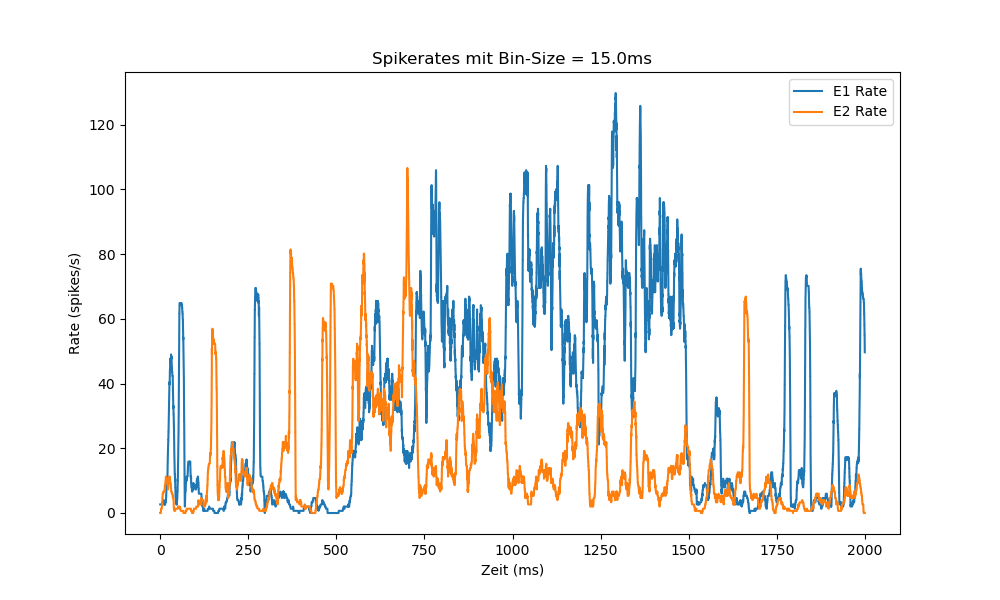 Spikerates mit Bin-Size = 15.0ms
E1 Rate
E2 Rate
Rate (spikes/s)
120
100
80
60
40
20
0
0 250 500 750 1000 1250 1500 1750 2000
Zeit (ms)